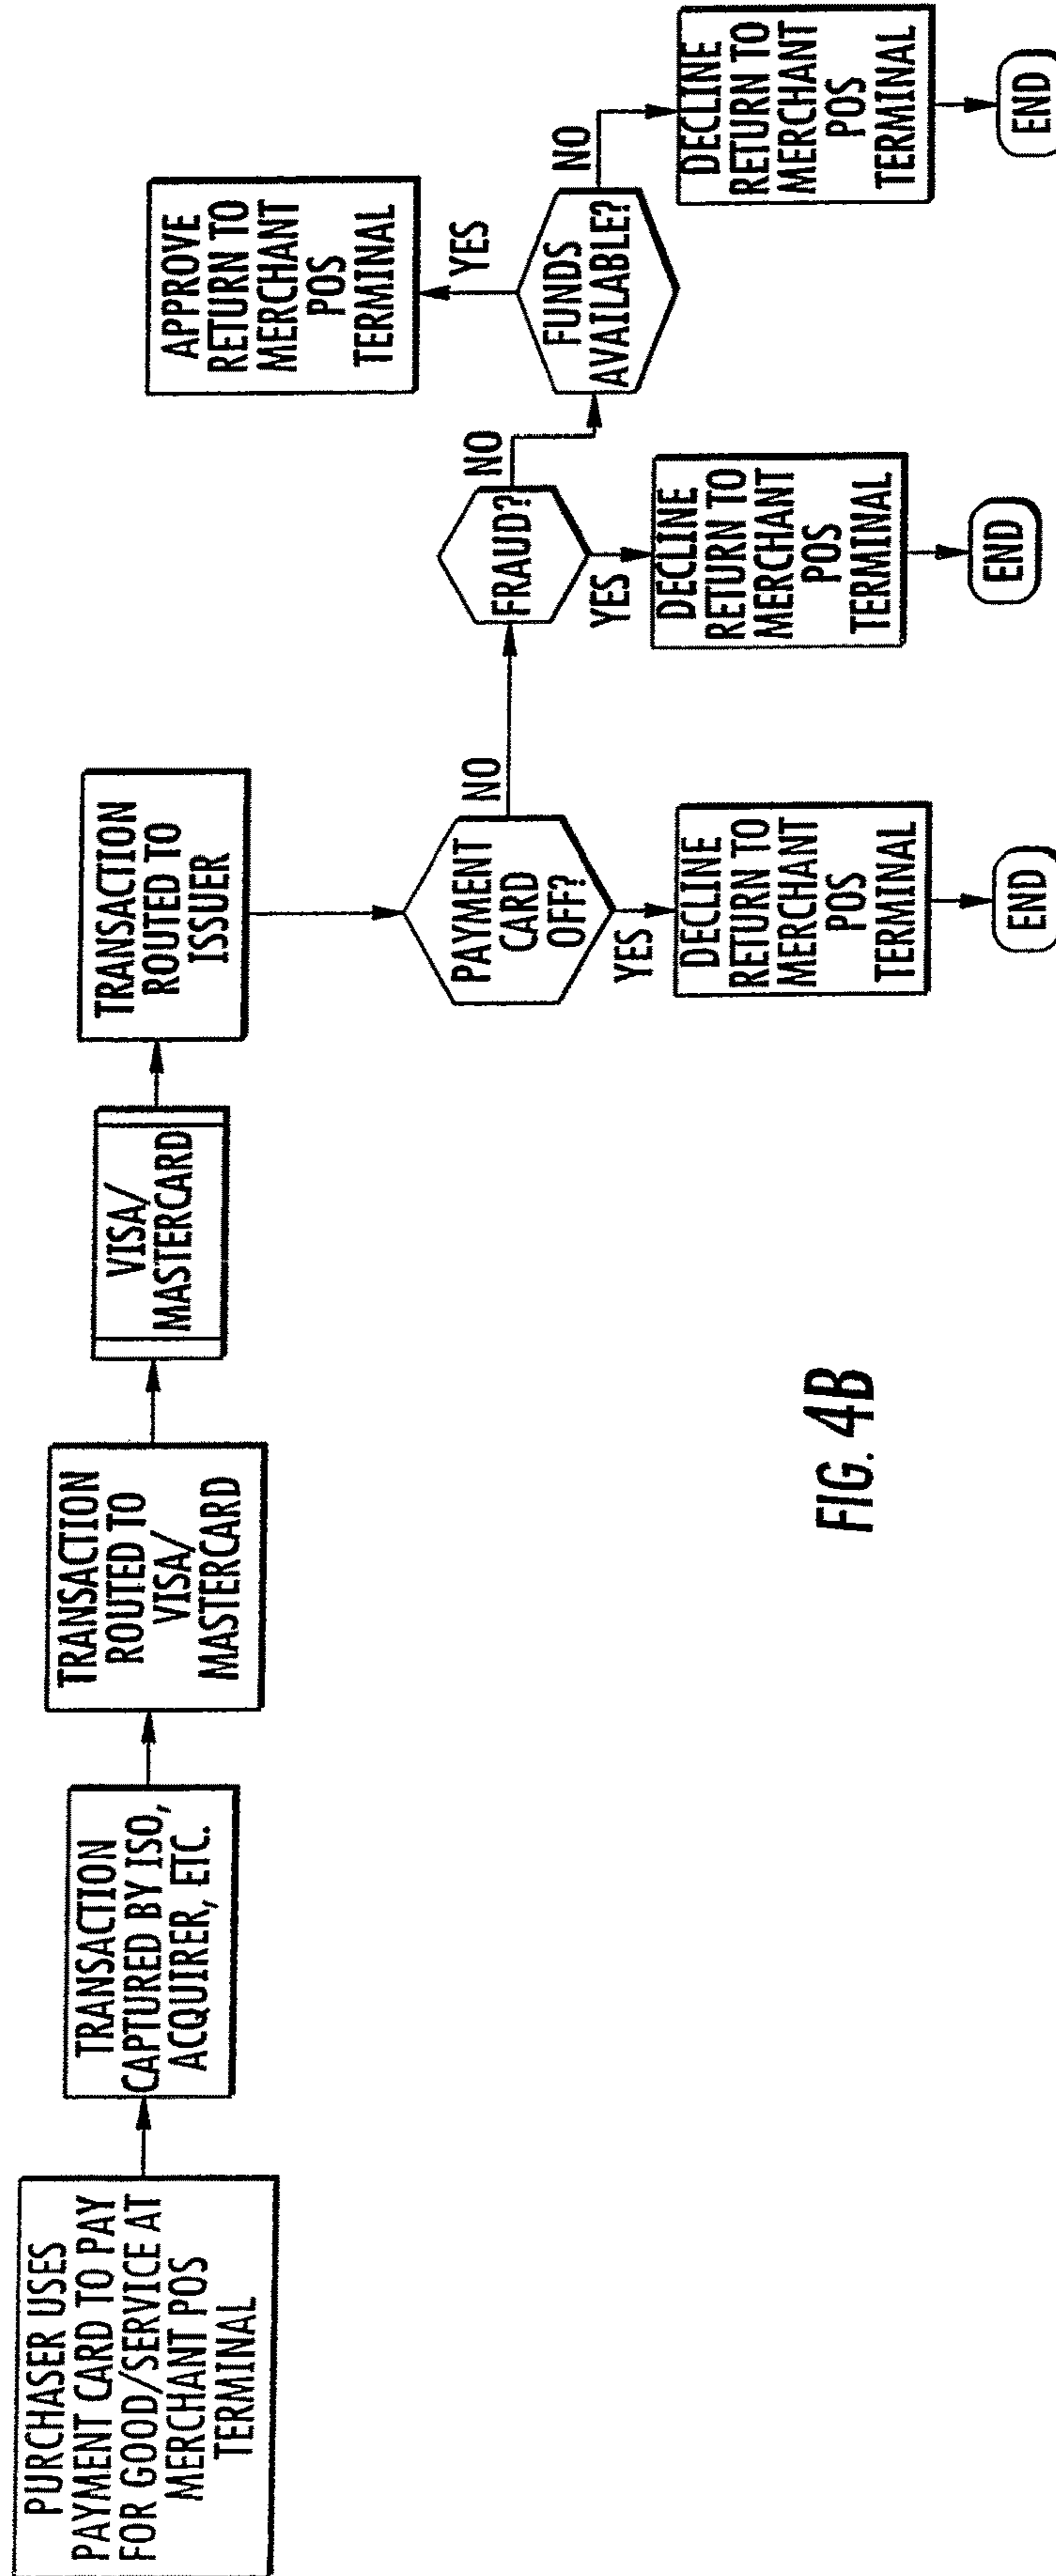 PURCHASER USES
PAYMENT CARD TO PAY
FOR GOOD/SERVICE AT
MERCHANT POS
TERMINAL
TRANSACTION
CAPTURED BY ISO,
ACQUIRER, ETC.
TRANSACTION
ROUTED TO
VISA/
MASTERCARD
VISA/
MASTERCARD
TRANSACTION
ROUTED TO
ISSUER
PAYMENT
CARD
OFF?
YES
DECLINE
RETURN TO
MERCHANT
POS
TERMINAL
END
NO
FRAUD?
YES
DECLINE
RETURN TO
MERCHANT
POS
TERMINAL
END
NO
FUNDS
AVAILABLE?
YES
APPROVE
RETURN TO
MERCHANT
POS
TERMINAL
NO
DECLINE
RETURN TO
MERCHANT
POS
TERMINAL
END
FIG. 4B